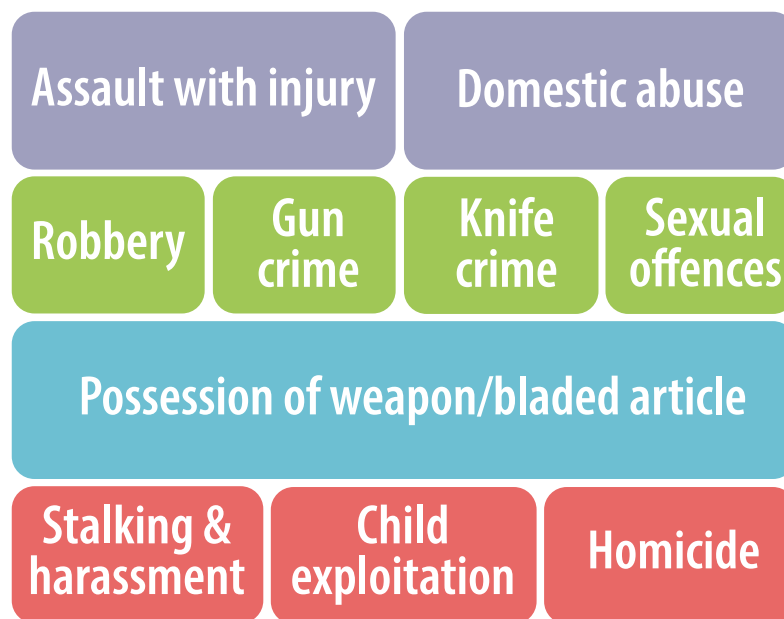 Assault with injury
Domestic abuse
Robbery
Gun
crime
Knife
crime
Sexual
offences
Possession of weapon/bladed article
Stalking &
harassment
Child
exploitation
Homicide